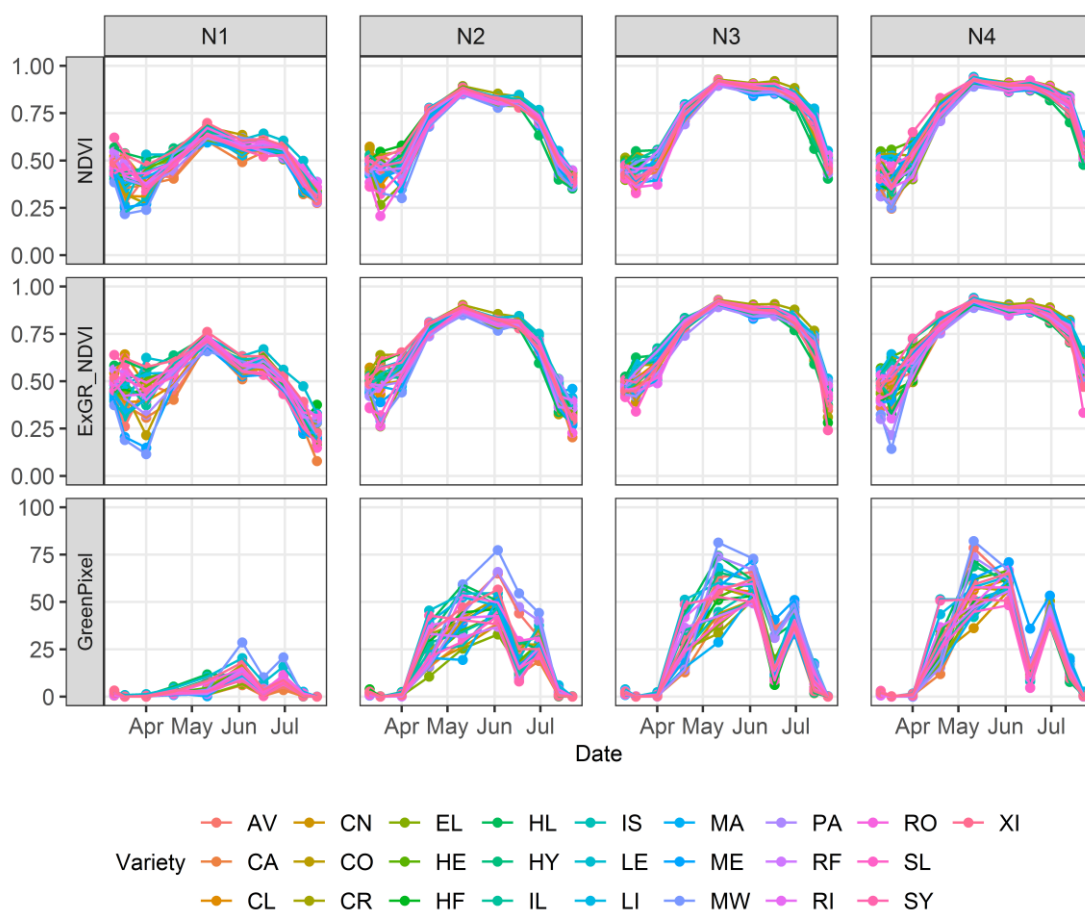 N1 N2 N3 N4
NDVI
1.00
0.75
0.50
0.25
0.00
ExGR_NDVI
1.00
0.75
0.50
0.25
0.00
GreenPixel
100
75
50
25
0
Apr May Jun Jul Apr May Jun Jul Apr May Jun Jul Apr May Jun Jul
Date
Variety
AV CN EL HL IS MA PA RO XI
CA CO HE HY LE ME RF SL
CL CR HF IL LI MW RI SY